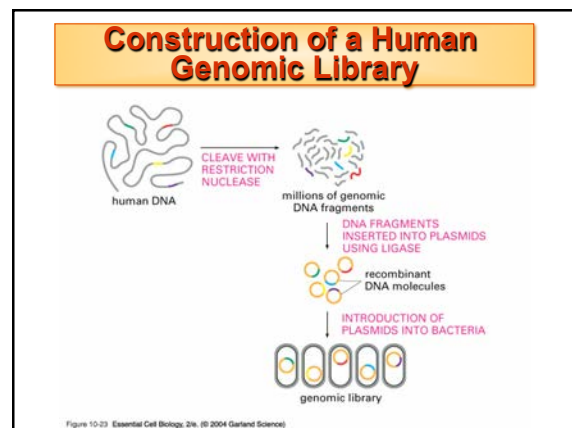 Construction of a Human
Genomic Library
human DNA
CLEAVE WITH
RESTRICTION
NUCLEASE
millions of genomic
DNA fragments
DNA FRAGMENTS
INSERTED INTO PLASMIDS
USING LIGASE
recombinant
DNA molecules
INTRODUCTION OF
PLASMIDS INTO BACTERIA
genomic library
Figure 10-23 Essential Cell Biology, 2/e. (© 2004 Garland Science)